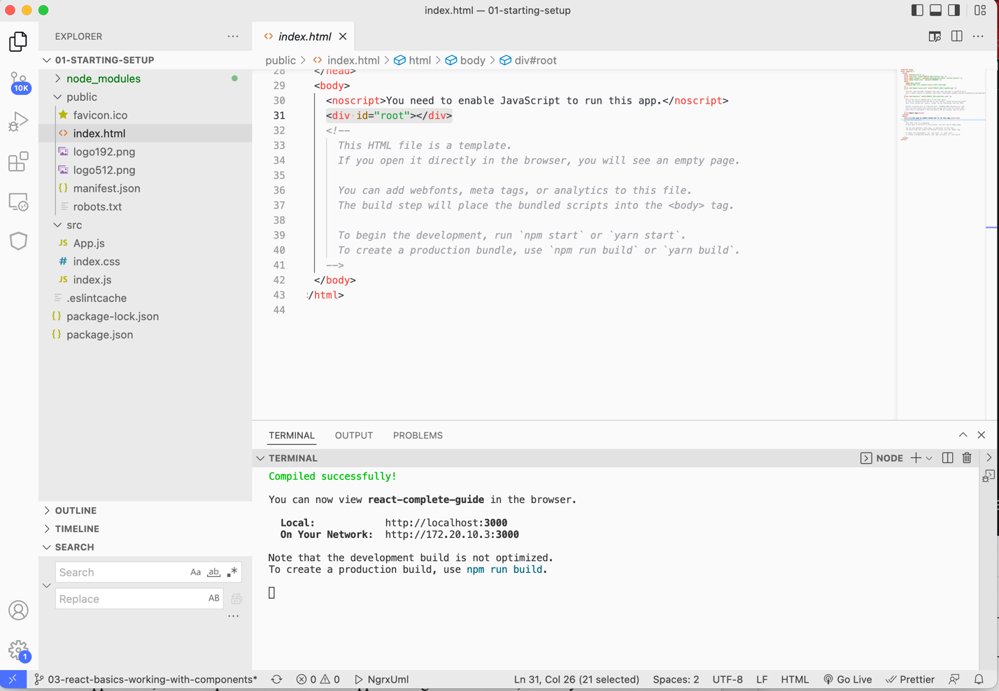 index.html — 01-starting-setup
EXPLORER
index.html
01-STARTING-SETUP
public
index.html
html
body
div#root
10K
node_modules
public
favicon.ico
index.html
logo192.png
logo512.png
manifest.json
robots.txt
src
JS App.js
# index.css
JS index.js
.eslintcache
package-lock.json
package.json
28 </head>
29 <body>
30 <noscript>You need to enable JavaScript to run this app.</noscript>
31 <div id="root"></div>
32 <!--
33 This HTML file is a template.
34 If you open it directly in the browser, you will see an empty page.
35
36 You can add webfonts, meta tags, or analytics to this file.
37 The build step will place the bundled scripts into the <body> tag.
38
39 To begin the development, run `npm start` or `yarn start`.
40 To create a production bundle, use `npm run build` or `yarn build`.
41 -->
42 </body>
43 /html>
44
TERMINAL OUTPUT PROBLEMS
TERMINAL
NODE
Compiled successfully!
You can now view react-complete-guide in the browser.
Local: http://localhost:3000
On Your Network: http://172.20.10.3:3000
Note that the development build is not optimized.
To create a production build, use npm run build.
OUTLINE
TIMELINE
SEARCH
Search Aa ab .*
Replace AB
1
03-react-basics-working-with-components* 0 0 NgrxUml Ln 31, Col 26 (21 selected) Spaces: 2 UTF-8 LF HTML Go Live Prettier